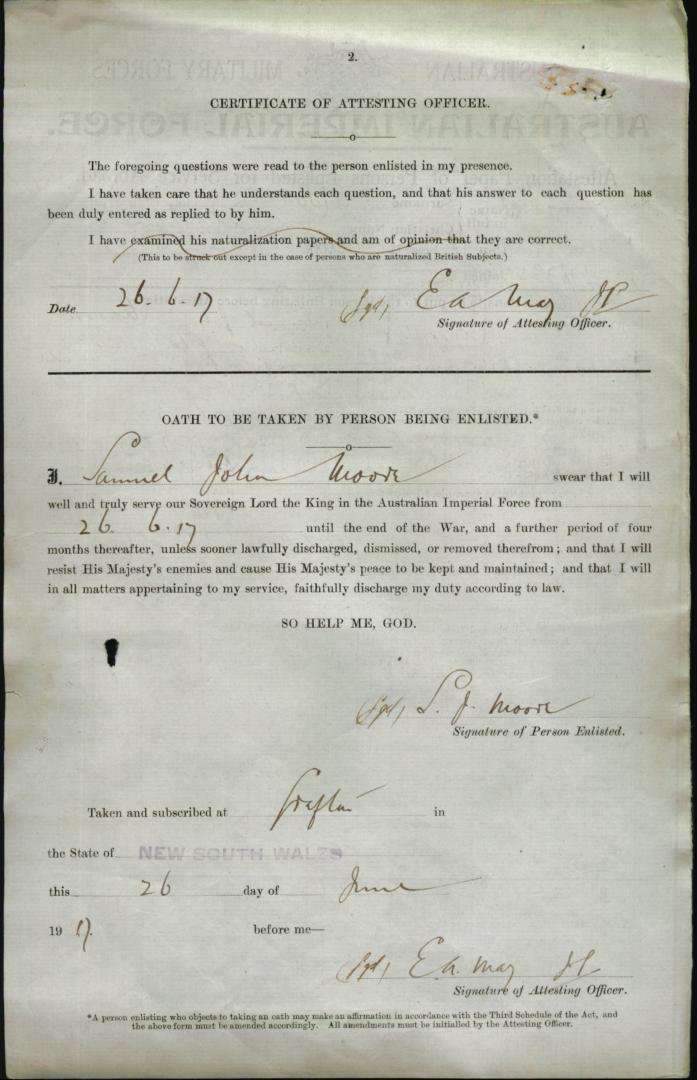 2.
CERTIFICATE OF ATTESTING OFFICER.
The foregoing questions were read to the person enlisted in my presence.
I have taken care that he understands each question, and that his answer to each question has
been duly entered as replied to by him.
I have examined his naturalization papers and am of opinion that they are correct.
(This to be struck out except in the case of persons who are naturalized British Subjects.)
Date 26. 6. 17 (Sgd) E A May JP
Signature of Attesting Officer.
OATH TO BE TAKEN BY PERSON BEING ENLISTED.*
I, Samuel John Moore swear that I will
well and truly serve our Sovereign Lord the King in the Australian Imperial Force from
26. 6. 17 until the end of the War, and a further period of four
months thereafter, unless sooner lawfully discharged, dismissed, or removed therefrom; and that I will
resist His Majesty's enemies and cause His Majesty's peace to be kept and maintained; and that I will
in all matters appertaining to my service, faithfully discharge my duty according to law.
SO HELP ME, GOD.
(Sgd) S. J. Moore
Signature of Person Enlisted.
Taken and subscribed at Grafton in
the State of NEW SOUTH WALES
this 26 day of June
1917. before me—
(Sgd) E A. May JP
Signature of Attesting Officer.
*A person enlisting who objects to taking an oath may make an affirmation in accordance with the Third Schedule of the Act, and
the above form must be amended accordingly. All amendments must be initialled by the Attesting Officer.